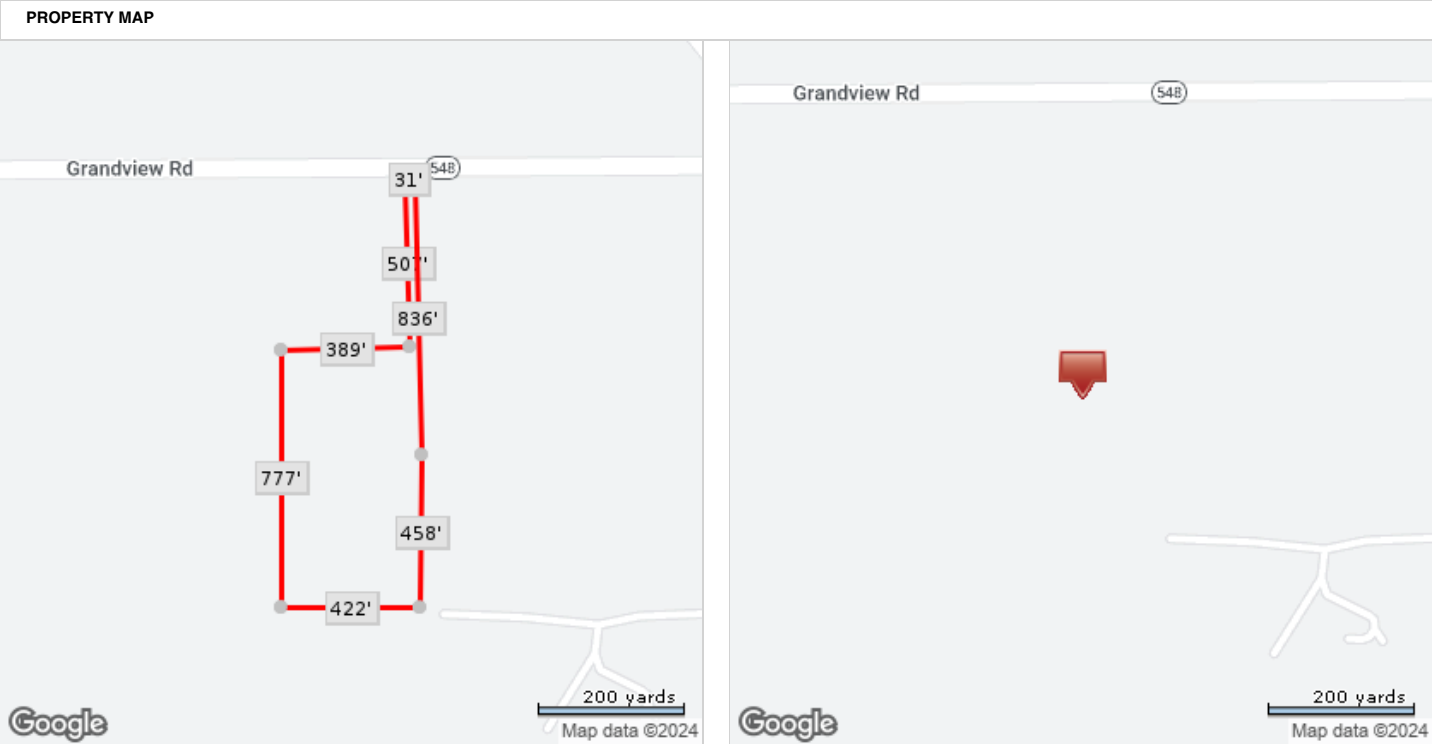 PROPERTY MAP
Grandview Rd
548
31'
507'
836'
389'
777'
458'
422'
200 yards
Google
Map data ©2024
Grandview Rd
548
200 yards
Google
Map data ©2024